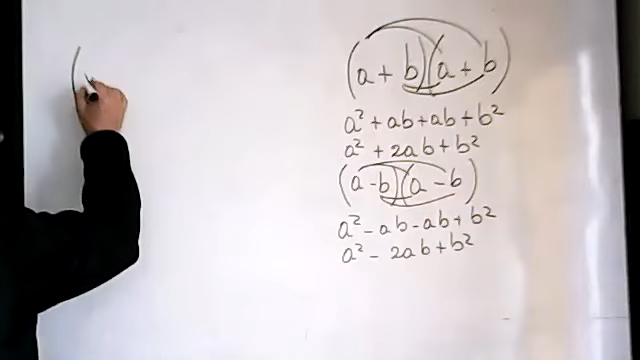 (
(a + b)(a + b)
a² + ab + ab + b²
a² + 2ab + b²
(a - b)(a - b)
a² - ab - ab + b²
a² - 2ab + b²